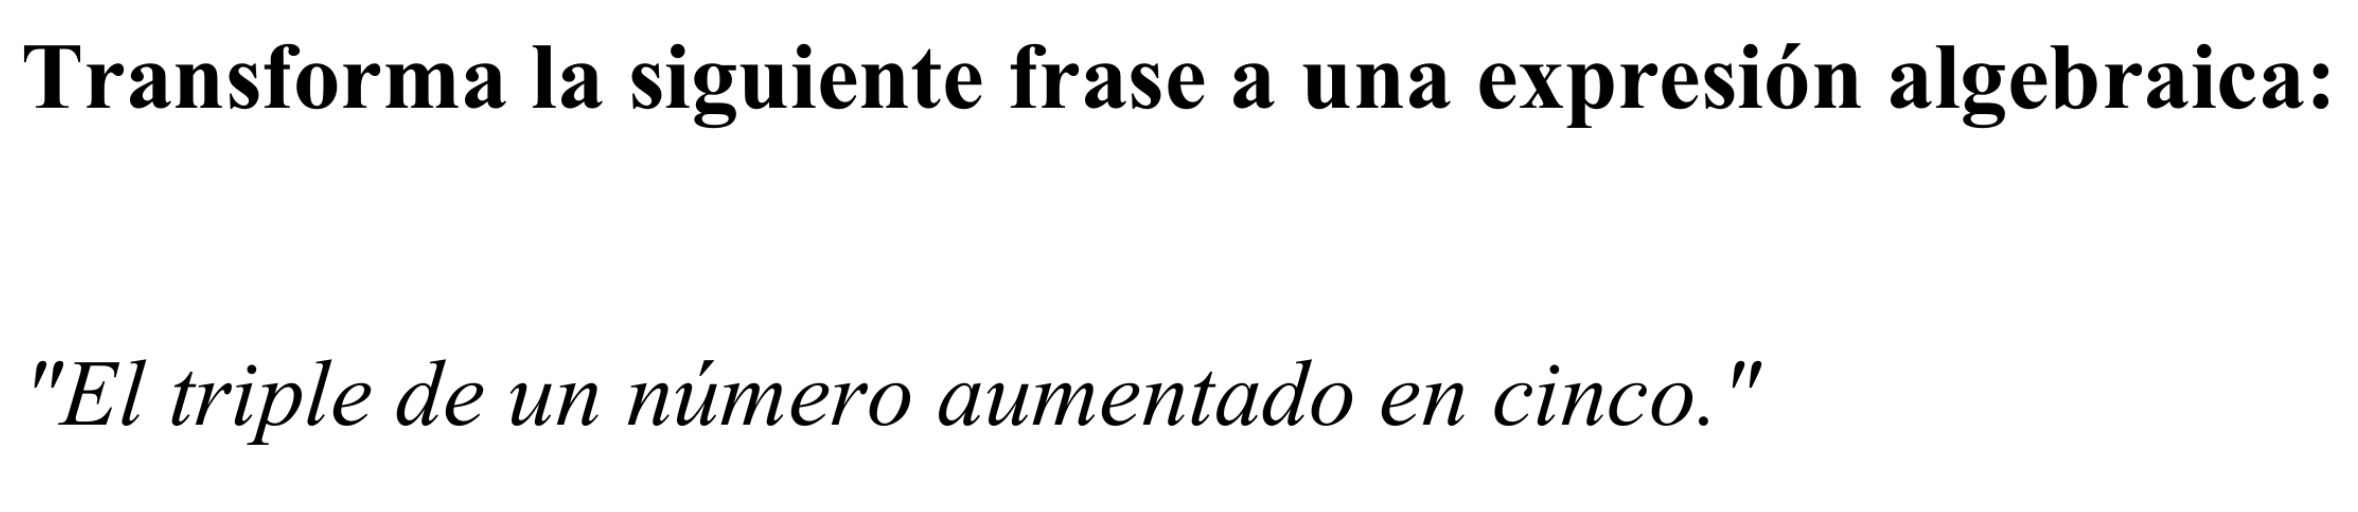 Transforma la siguiente frase a una expresión algebraica:
"El triple de un número aumentado en cinco."